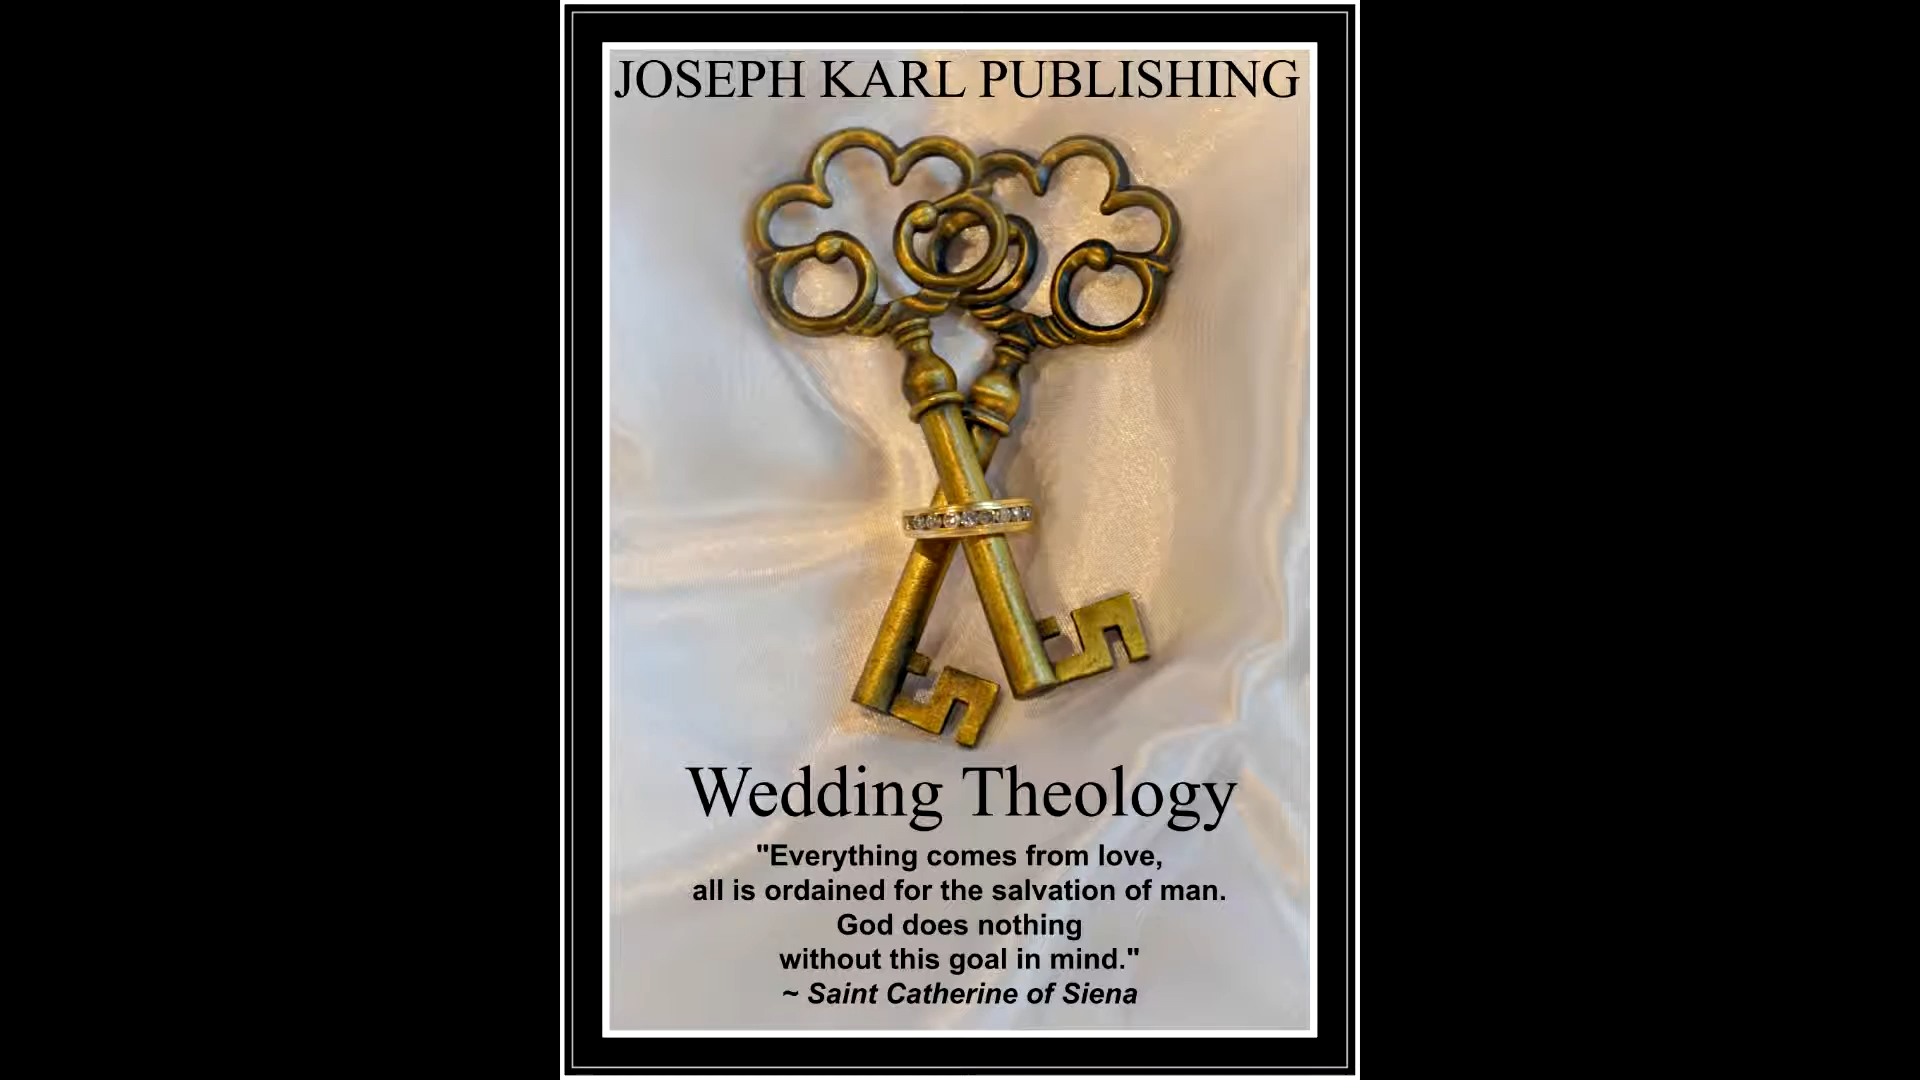 JOSEPH KARL PUBLISHING
Wedding Theology
"Everything comes from love,
all is ordained for the salvation of man.
God does nothing
without this goal in mind."
~ Saint Catherine of Siena